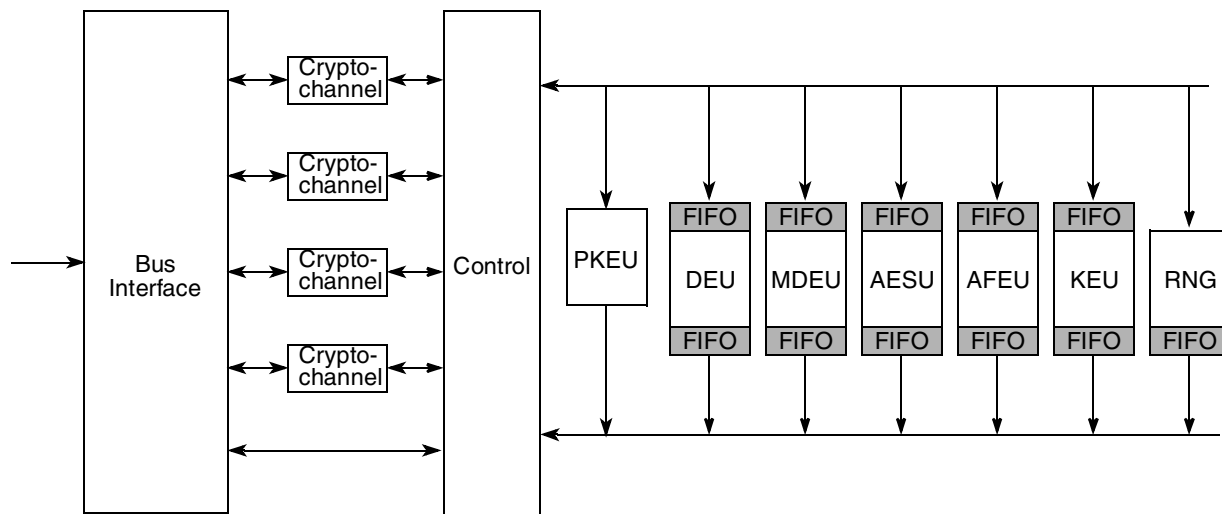 Crypto-
channel
Crypto-
channel
Crypto-
channel
Crypto-
channel
Bus
Interface
Control
PKEU
FIFO
DEU
FIFO
FIFO
MDEU
FIFO
FIFO
AESU
FIFO
FIFO
AFEU
FIFO
FIFO
KEU
FIFO
RNG
FIFO